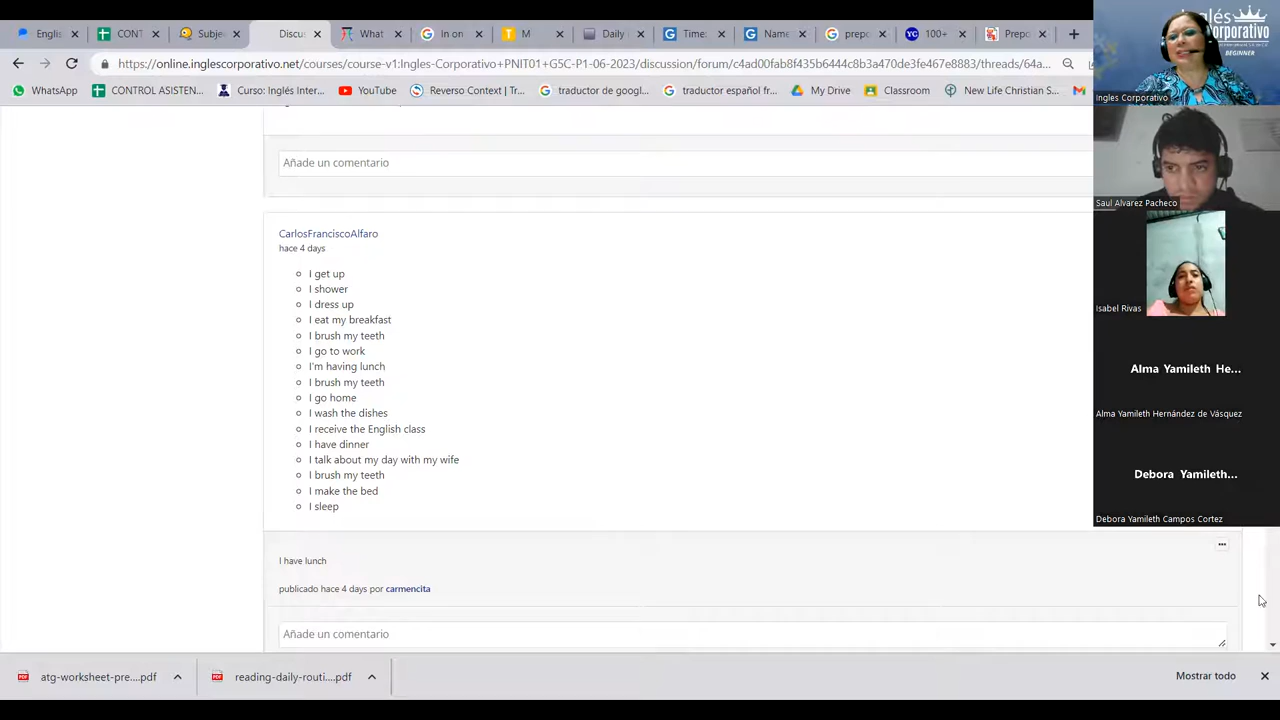 English
CONT
Subje
Discu
What
In on
M
Daily
Time:
Name
prepo
100+
Prepo
https://online.inglescorporativo.net/courses/course-v1:Ingles-Corporativo+PNI11+G5C-P1-06-2023/discussion/forum/c4ad00fab8f435b6444c8b3a470de3fe467e8883/threads/64a...
WhatsApp
CONTROL ASISTEN...
Curso: Inglés Inter...
YouTube
Reverso Context | Tr...
traductor de googl...
traductor español fr...
My Drive
Classroom
New Life Christian S...
Añade un comentario
CarlosFranciscoAlfaro
hace 4 days
I get up
I shower
I dress up
I eat my breakfast
I brush my teeth
I go to work
I'm having lunch
I brush my teeth
I go home
I wash the dishes
I receive the English class
I have dinner
I talk about my day with my wife
I brush my teeth
I make the bed
I sleep
I have lunch
publicado hace 4 days por carmencita
Añade un comentario
atg-worksheet-pre....pdf
reading-daily-routi....pdf
Mostrar todo
inglés
corporativo
BEGINNER
Ingles Corporativo
Saul Alvarez Pacheco
Isabel Rivas
Alma Yamileth He...
Alma Yamileth Hernández de Vásquez
Debora Yamileth...
Debora Yamileth Campos Cortez